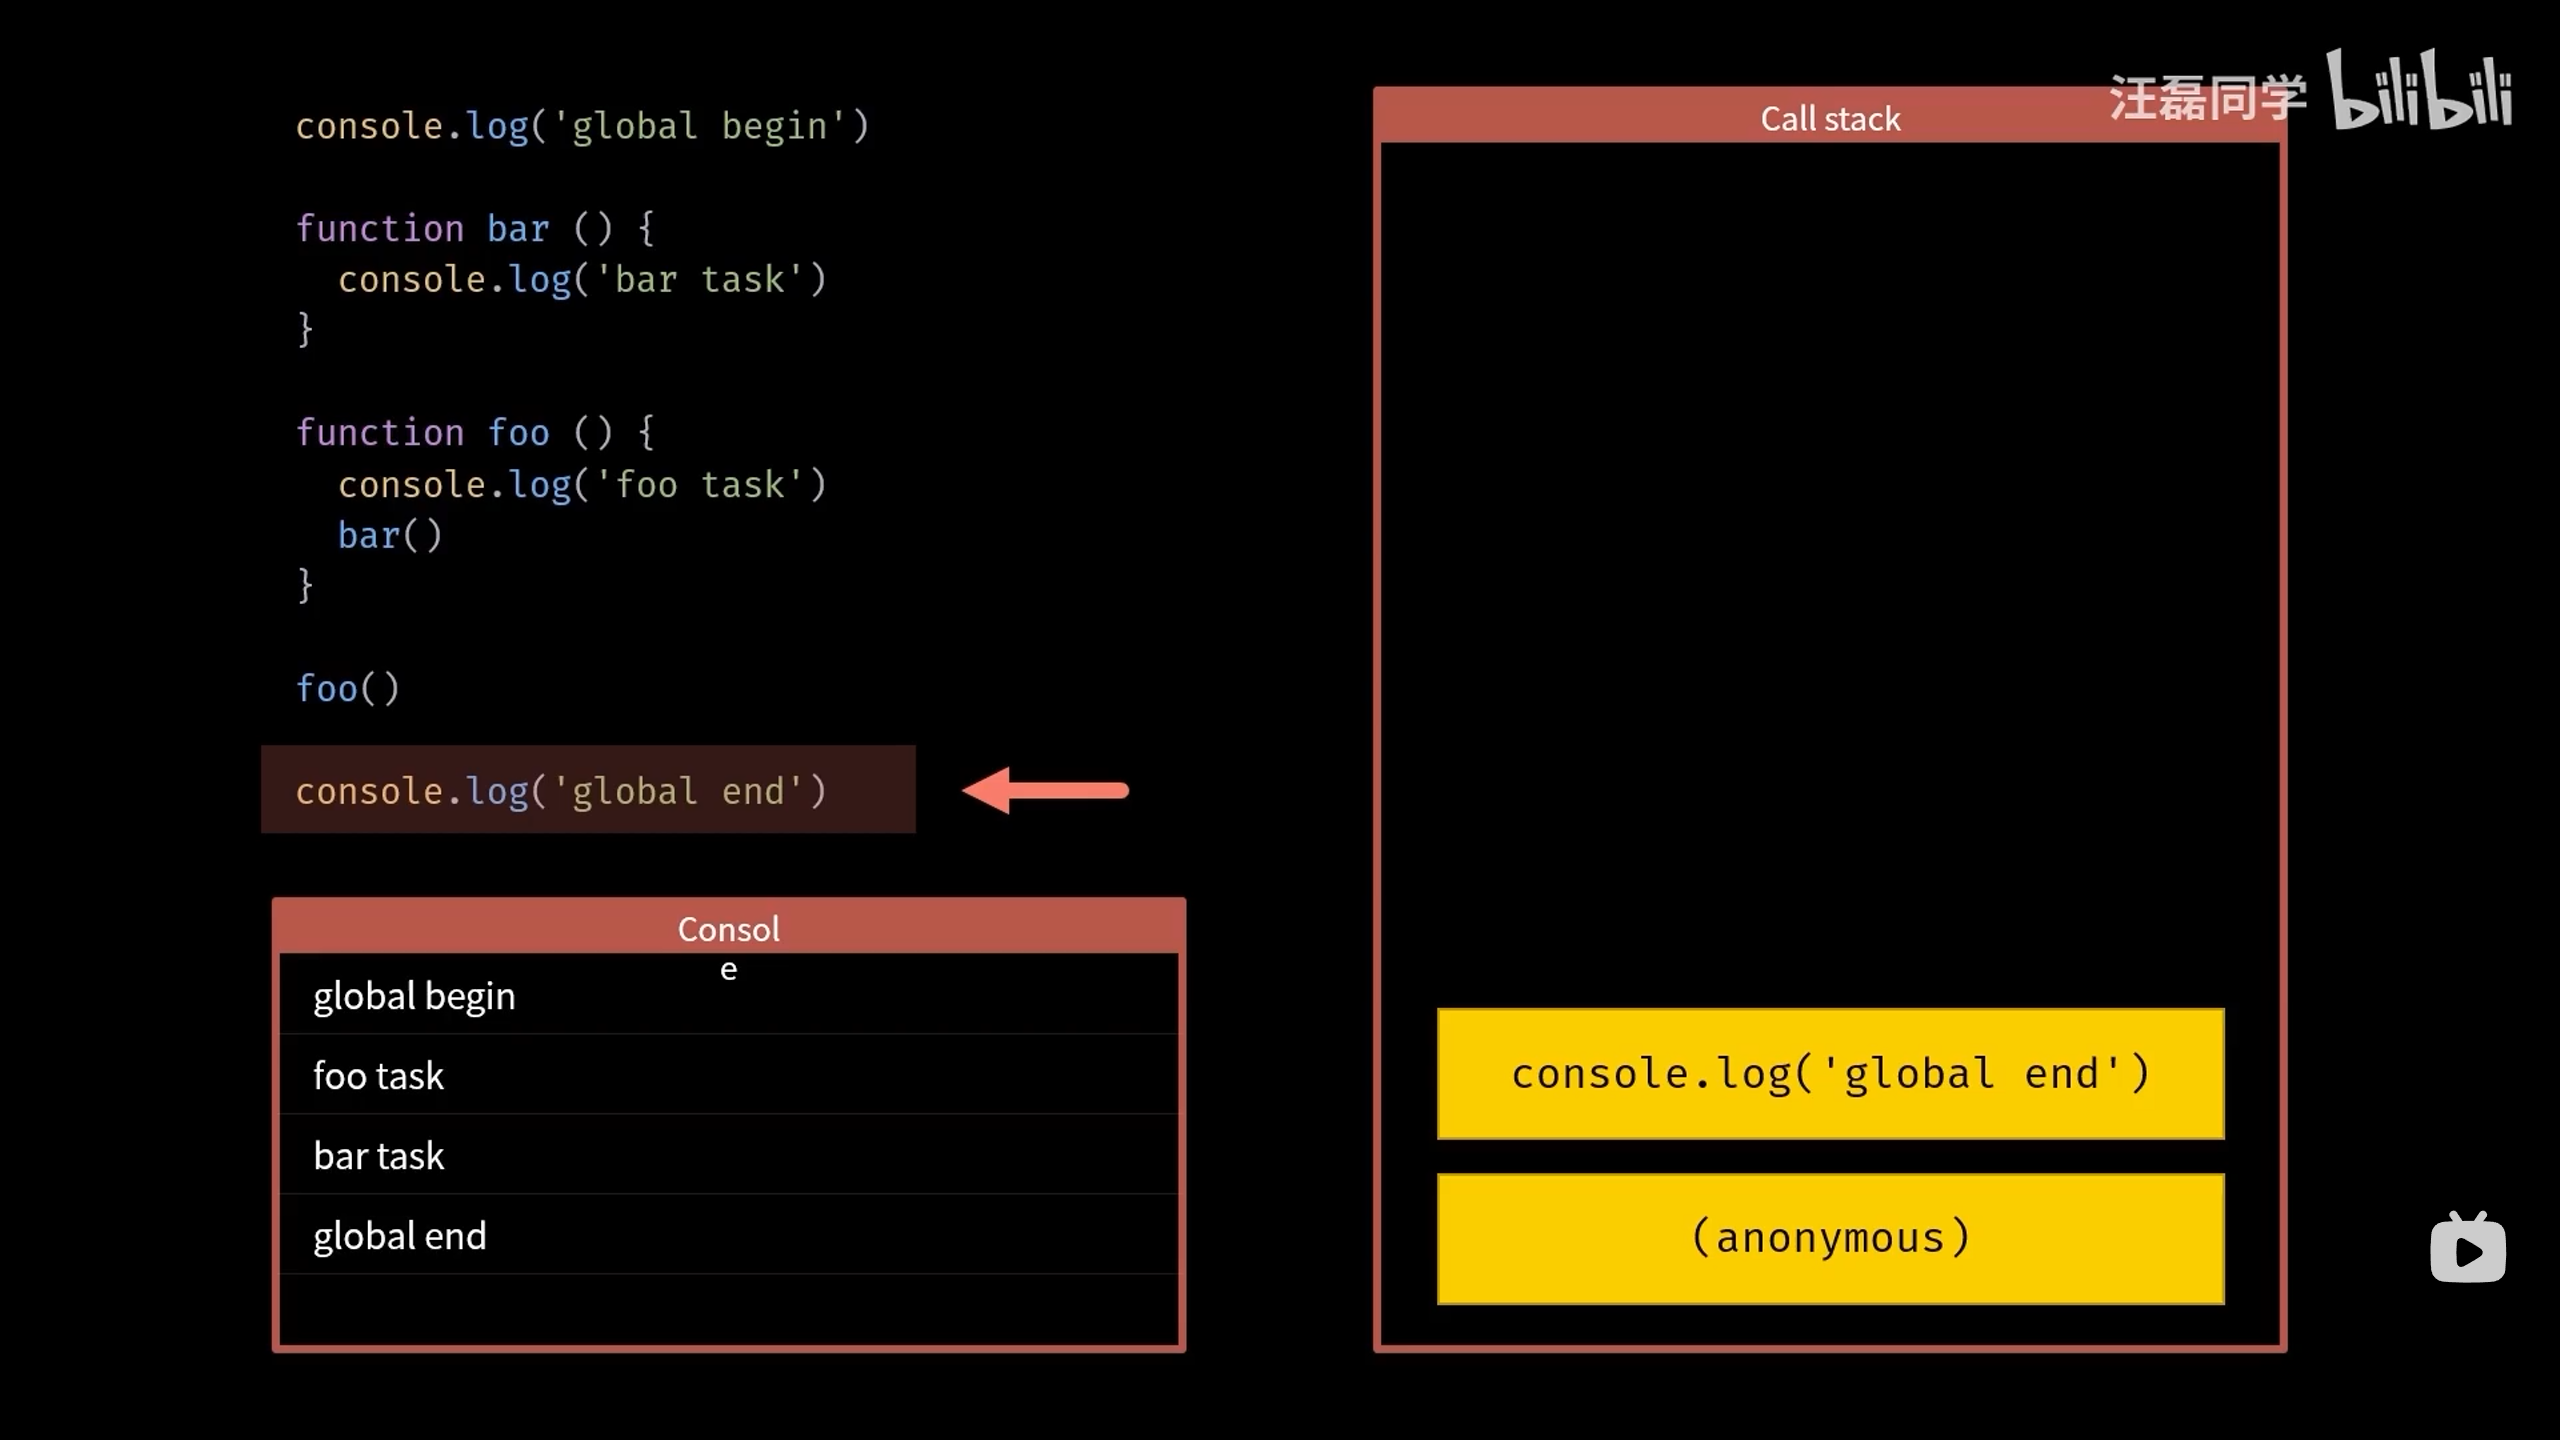 console.log('global begin')
function bar () {
  console.log('bar task')
}
function foo () {
  console.log('foo task')
  bar()
}
foo()
console.log('global end')
Consol
e
global begin
foo task
bar task
global end
Call stack
console.log('global end')
(anonymous)
汪磊同学 bilibili